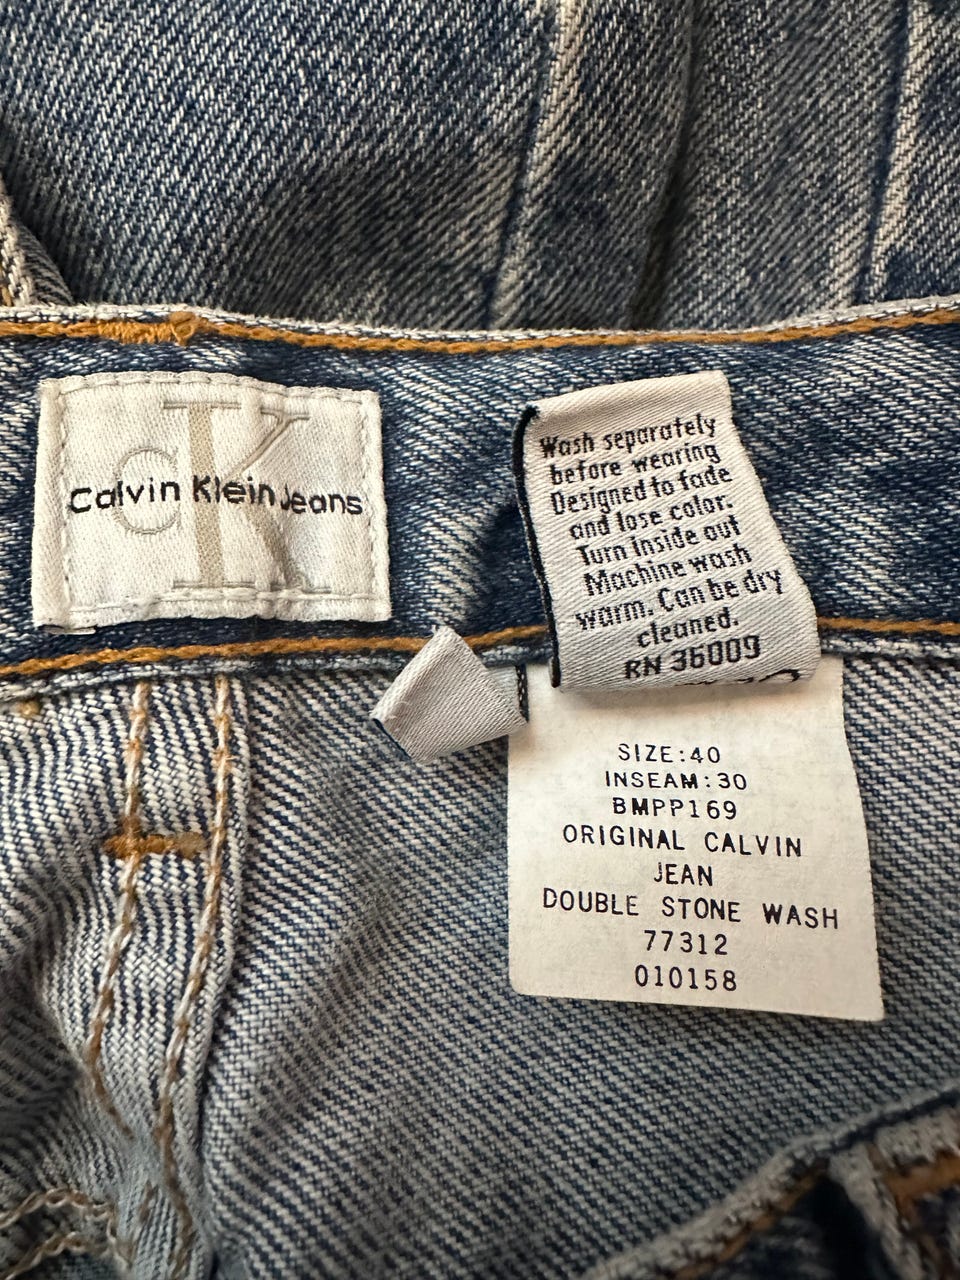 CK
Calvin Klein Jeans
Wash separately
before wearing
Designed to fade
and lose color.
Turn inside out
Machine wash
warm. Can be dry
cleaned.
RN 36009
SIZE:40
INSEAM:30
BMPP169
ORIGINAL CALVIN
JEAN
DOUBLE STONE WASH
77312
010158